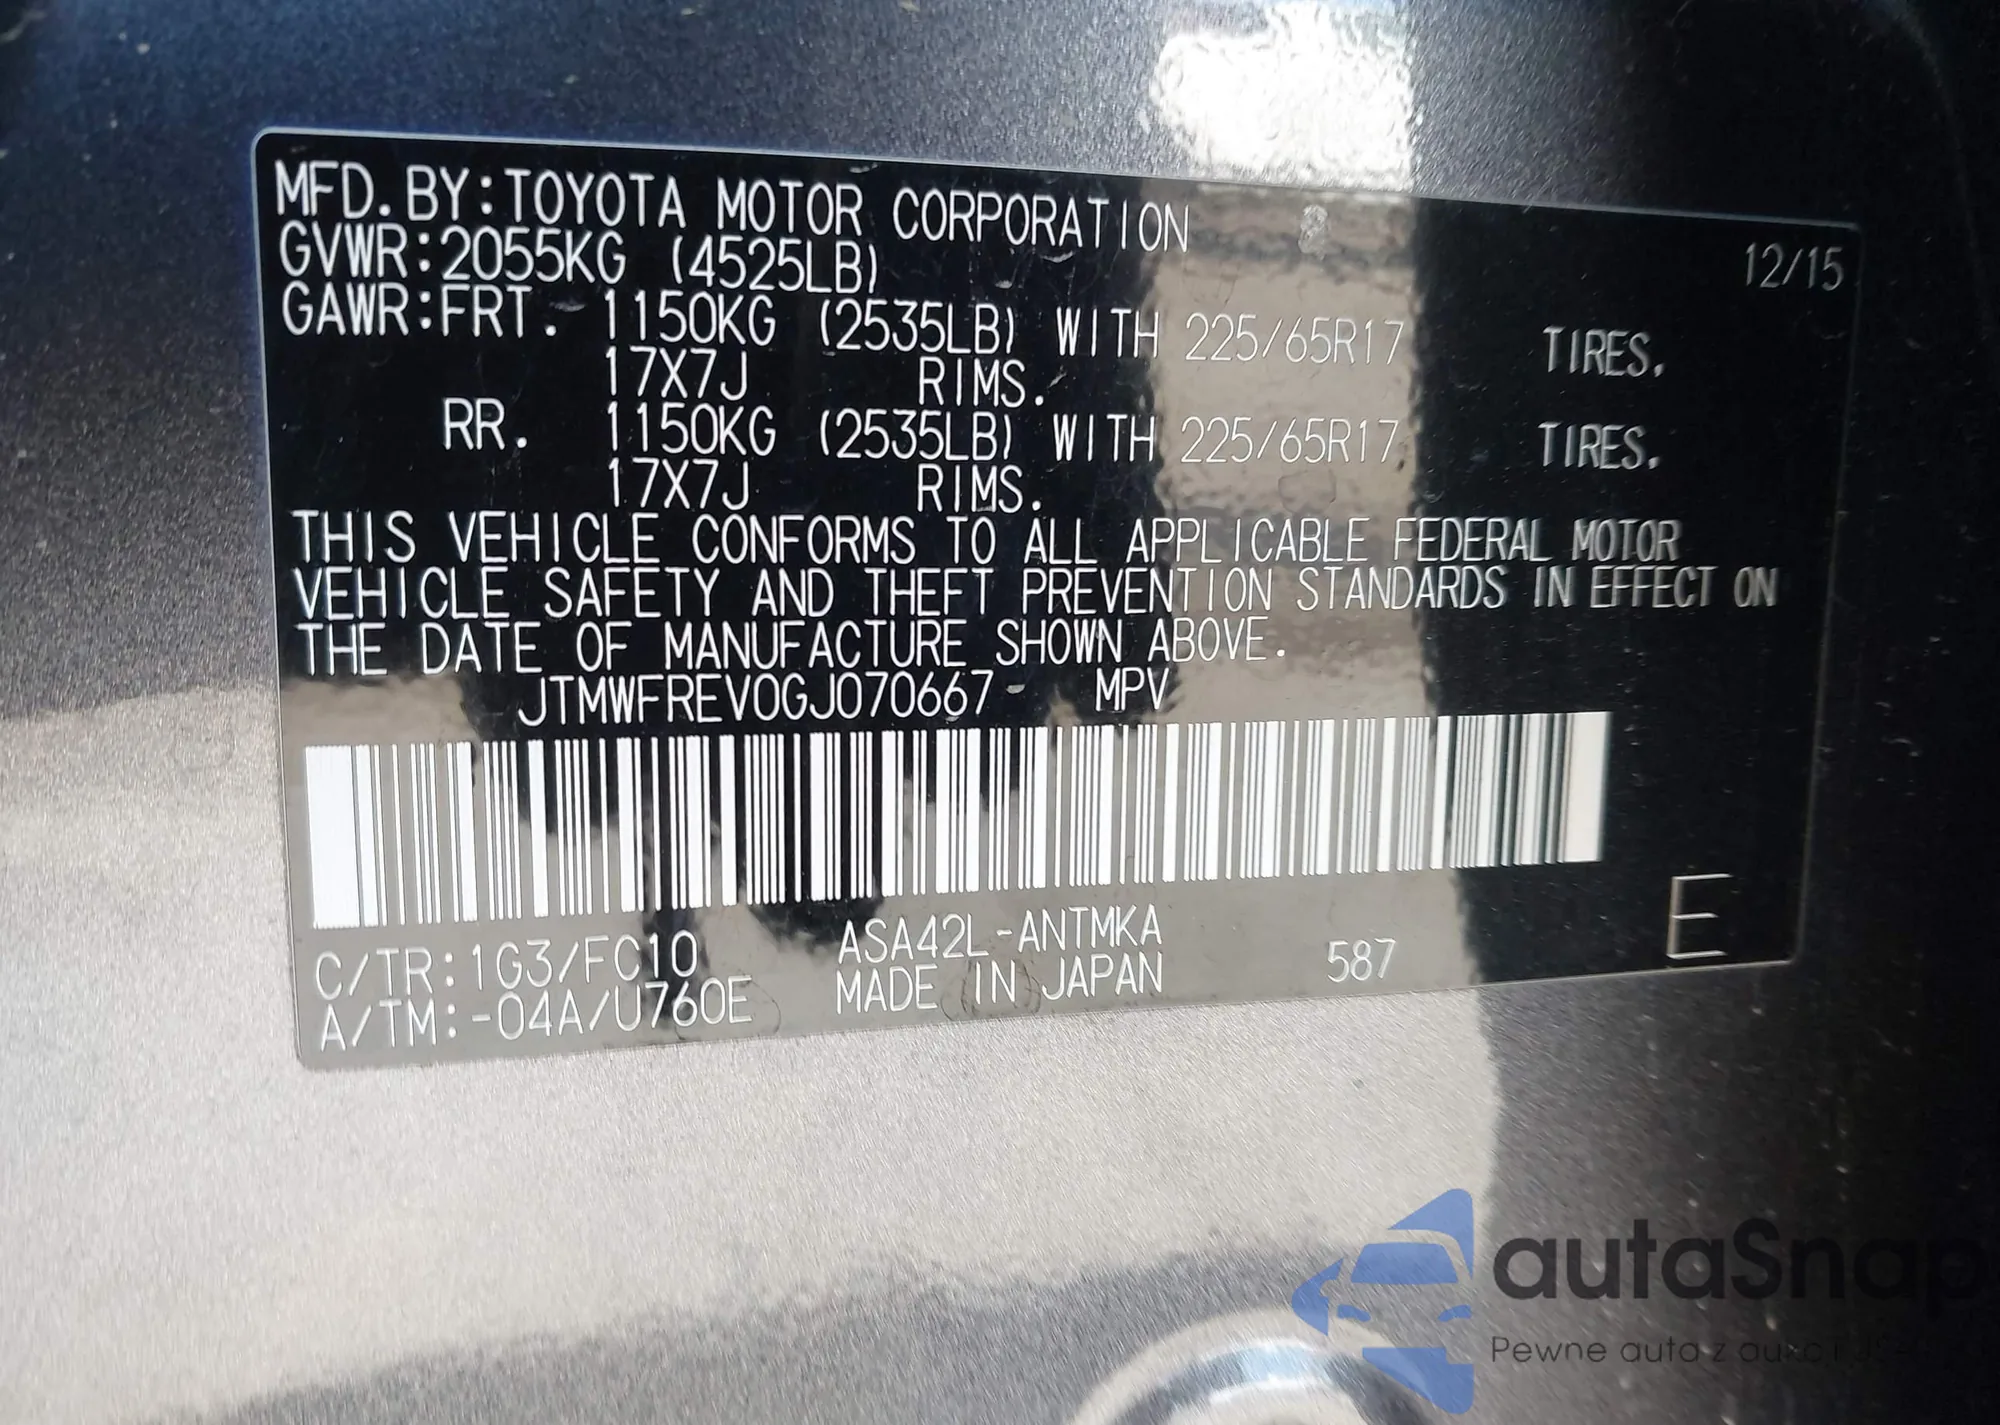 MFD. BY: TOYOTA MOTOR CORPORATION 12/15
GVWR: 2055KG (4525LB)
GAWR: FRT. 1150KG (2535LB) WITH 225/65R17 TIRES.
17X7J RIMS.
RR. 1150KG (2535LB) WITH 225/65R17 TIRES.
17X7J RIMS.
THIS VEHICLE CONFORMS TO ALL APPLICABLE FEDERAL MOTOR
VEHICLE SAFETY AND THEFT PREVENTION STANDARDS IN EFFECT ON
THE DATE OF MANUFACTURE SHOWN ABOVE.
JTMWFREV0GJ070667 MPV
C/TR: 1G3/FC10 ASA42L-ANTMKA 587 E
A/TM: -04A/U760E MADE IN JAPAN
autaSnap
Pewne auta z